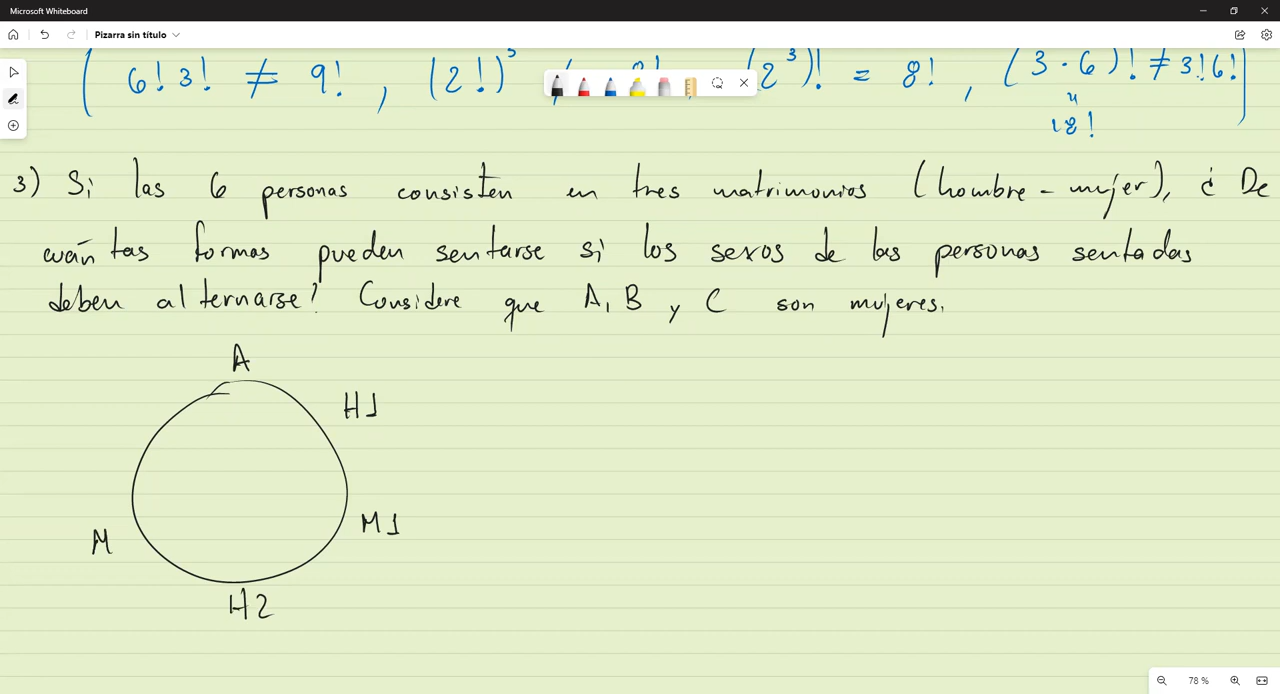 Microsoft Whiteboard
Pizarra sin título
( 6! 3! ≠ 9! , (2!)³ (2³)! = 8! , (3 · 6)! ≠ 3! 6! )
18!
3) Si las 6 personas consisten en tres matrimonios (hombre - mujer), ¿ De
cuántas formas pueden sentarse si los sexos de las personas sentadas
deben alternarse? Considere que A, B y C son mujeres.
A
H1
M1
M
H2
78 %